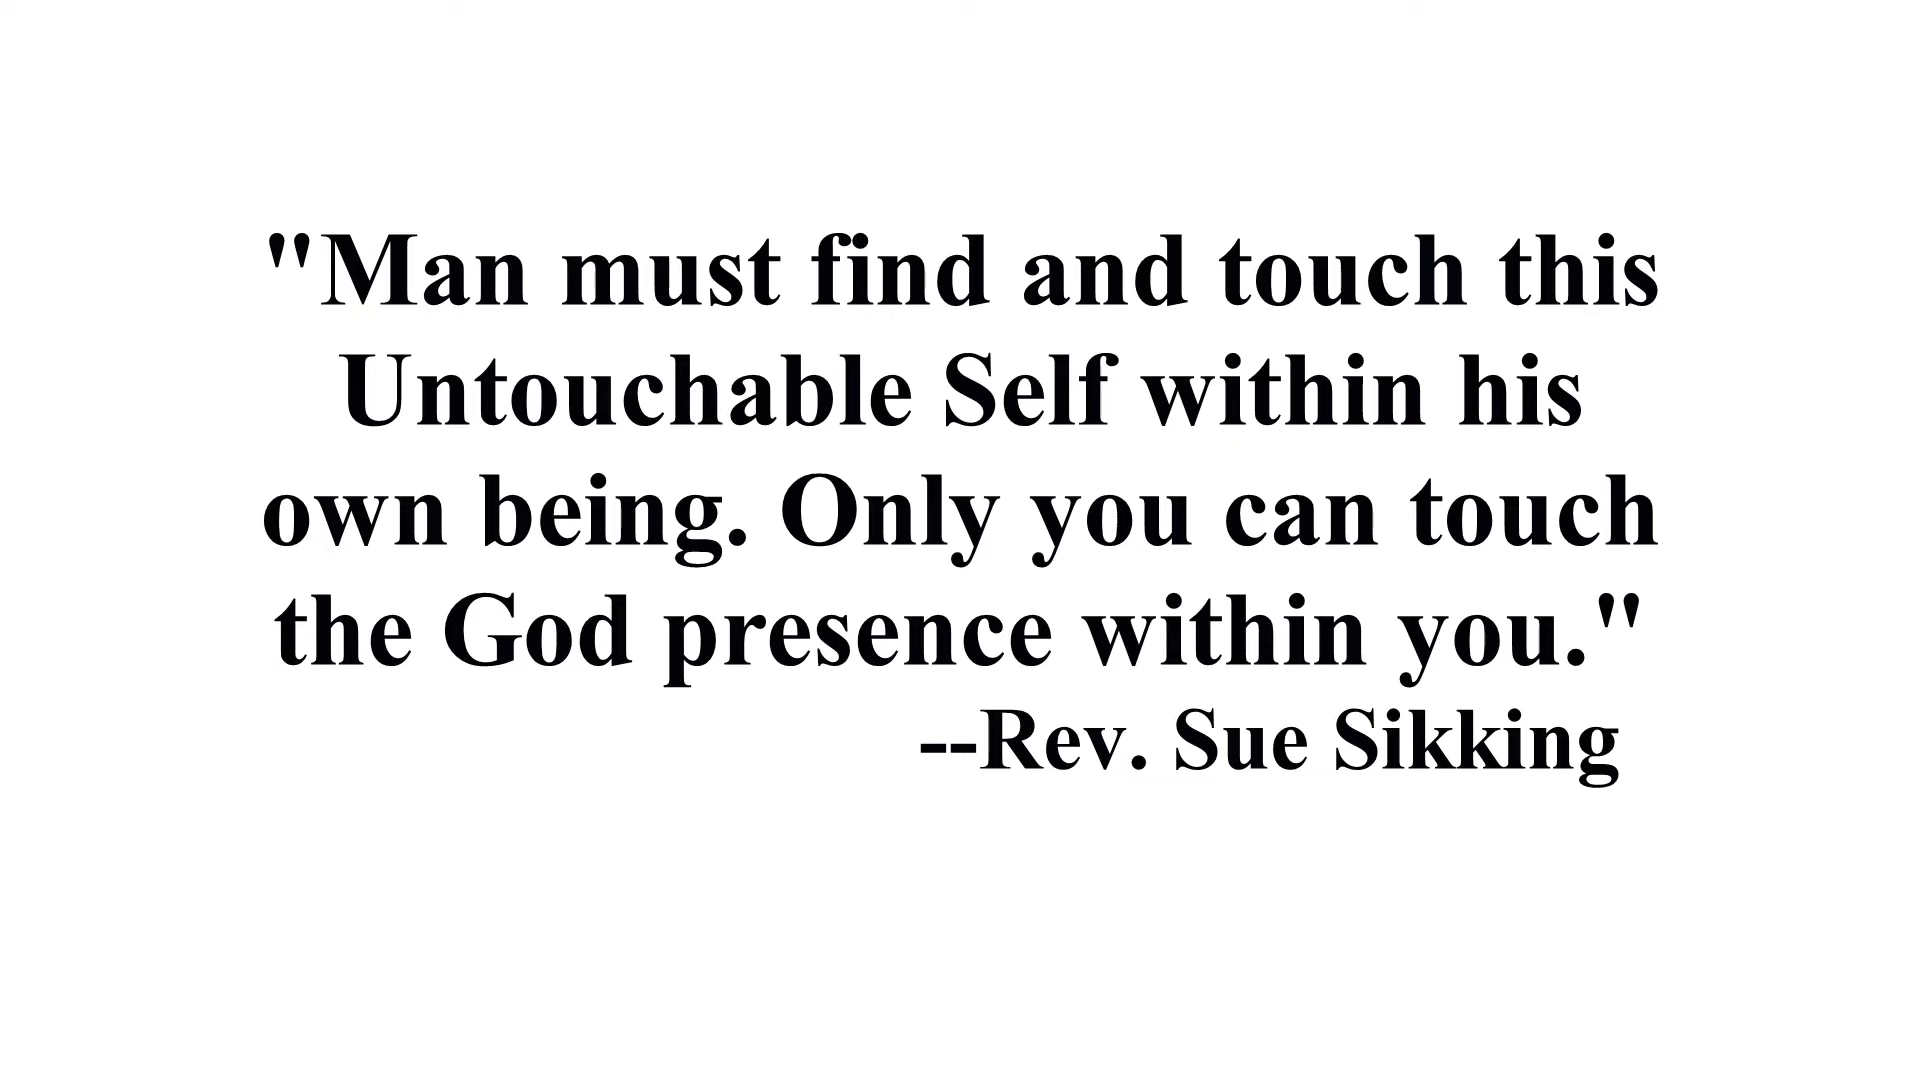 "Man must find and touch this
Untouchable Self within his
own being. Only you can touch
the God presence within you."
--Rev. Sue Sikking